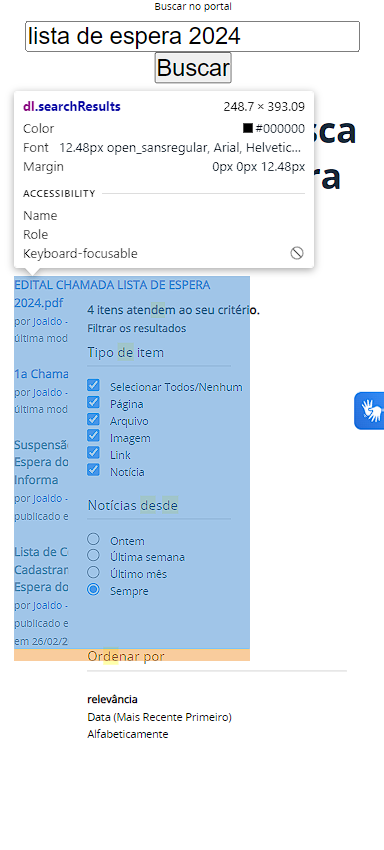 Buscar no portal
lista de espera 2024
Buscar
dl.searchResults 248.7 × 393.09
Color #000000
Font 12.48px open_sansregular, Arial, Helvetic...
Margin 0px 0px 12.48px
ACCESSIBILITY
Name
Role
Keyboard-focusable
EDITAL CHAMADA LISTA DE ESPERA
2024.pdf
por Joaldo -
última mod
1a Chama
por Joaldo -
última mod
Suspensã
Espera do
Informa
por Joaldo -
publicado e
Lista de C
Cadastrar
Espera do
por Joaldo -
publicado e
em 26/02/2
4 itens atendem ao seu critério.
Filtrar os resultados
Tipo de item
Selecionar Todos/Nenhum
Página
Arquivo
Imagem
Link
Notícia
Notícias desde
Ontem
Última semana
Último mês
Sempre
Ordenar por
relevância
Data (Mais Recente Primeiro)
Alfabeticamente